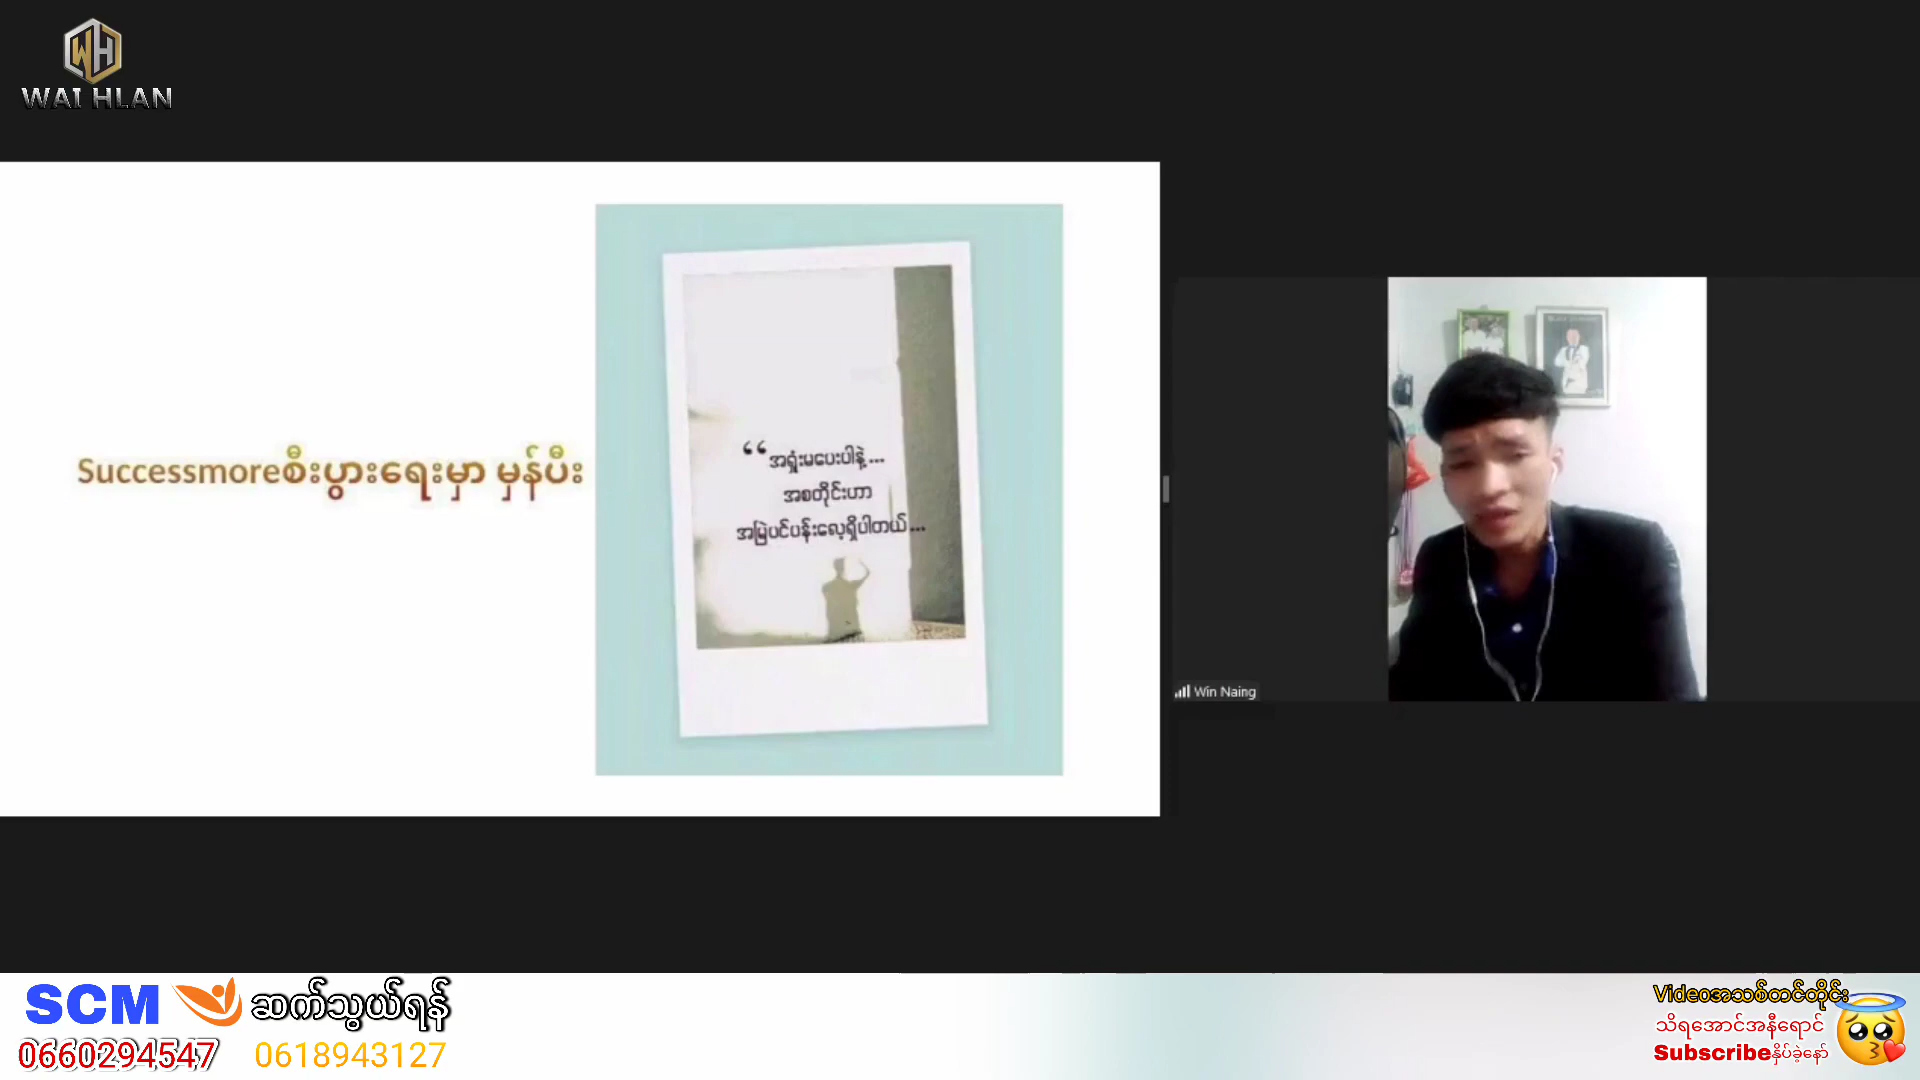 WH
WAI HLAN
Successmoreစီးပွားရေးမှာ မှန်ပီး
“အရှုံးမပေးပါနဲ့...
အစတိုင်းဟာ
အမြဲပင်ပန်းလေ့ရှိပါတယ်...
Win Naing
SCM ဆက်သွယ်ရန်
0660294547 0618943127
Videoအသစ်တင်တိုင်း
သိရအောင်အနီရောင်
Subscribeနှိပ်ခဲ့နော်